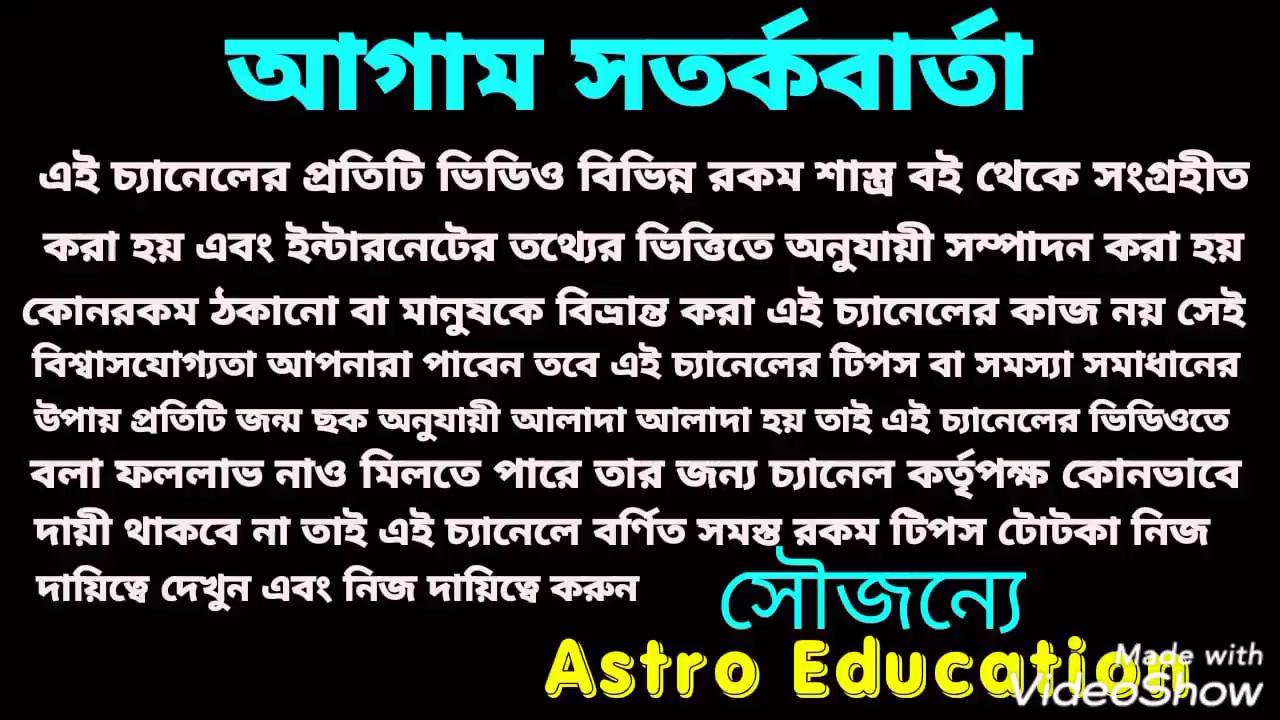 আগাম সতর্কবার্তা
এই চ্যানেলের প্রতিটি ভিডিও বিভিন্ন রকম শাস্ত্র বই থেকে সংগ্রহীত
করা হয় এবং ইন্টারনেটের তথ্যের ভিত্তিতে অনুযায়ী সম্পাদন করা হয়
কোনরকম ঠকানো বা মানুষকে বিভ্রান্ত করা এই চ্যানেলের কাজ নয় সেই
বিশ্বাসযোগ্যতা আপনারা পাবেন তবে এই চ্যানেলের টিপস বা সমস্যা সমাধানের
উপায় প্রতিটি জন্ম ছক অনুযায়ী আলাদা আলাদা হয় তাই এই চ্যানেলের ভিডিওতে
বলা ফললাভ নাও মিলতে পারে তার জন্য চ্যানেল কর্তৃপক্ষ কোনভাবে
দায়ী থাকবে না তাই এই চ্যানেলে বর্ণিত সমস্ত রকম টিপস টোটকা নিজ
দায়িত্বে দেখুন এবং নিজ দায়িত্বে করুন
সৌজন্যে
Astro Education
Made with
VideoShow